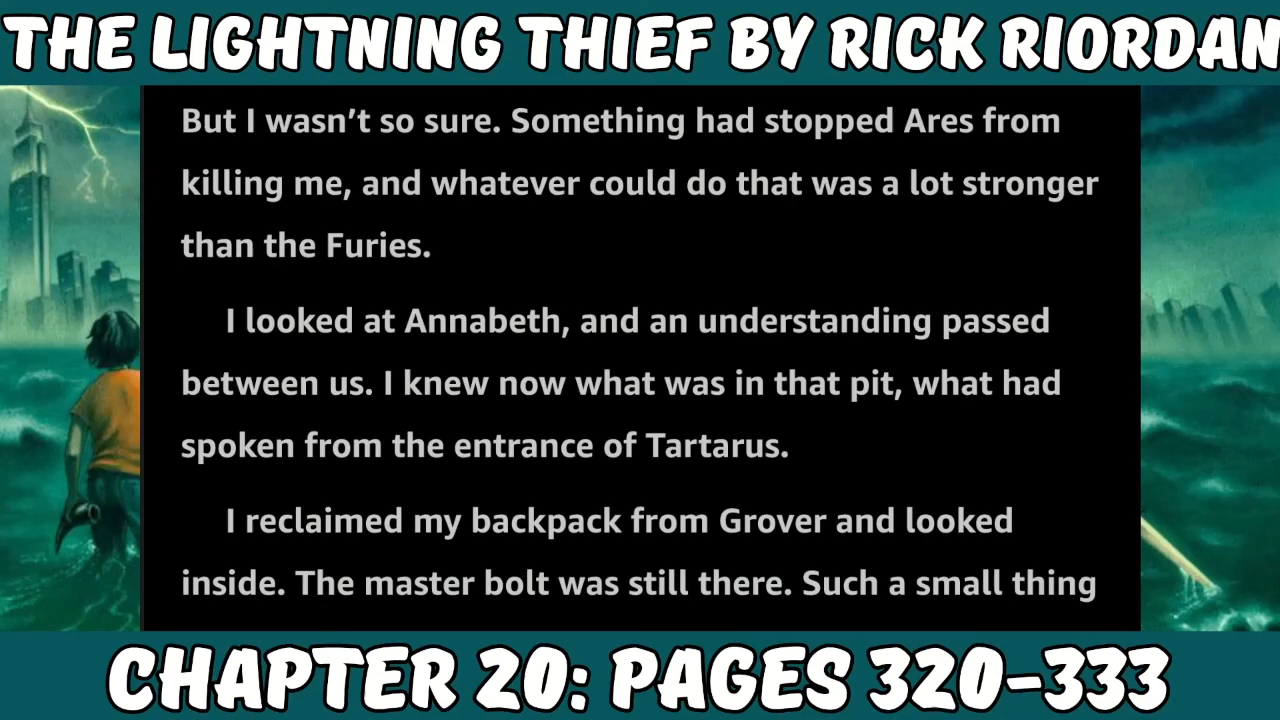 THE LIGHTNING THIEF BY RICK RIORDAN
But I wasn’t so sure. Something had stopped Ares from
killing me, and whatever could do that was a lot stronger
than the Furies.
I looked at Annabeth, and an understanding passed
between us. I knew now what was in that pit, what had
spoken from the entrance of Tartarus.
I reclaimed my backpack from Grover and looked
inside. The master bolt was still there. Such a small thing
CHAPTER 20: PAGES 320-333